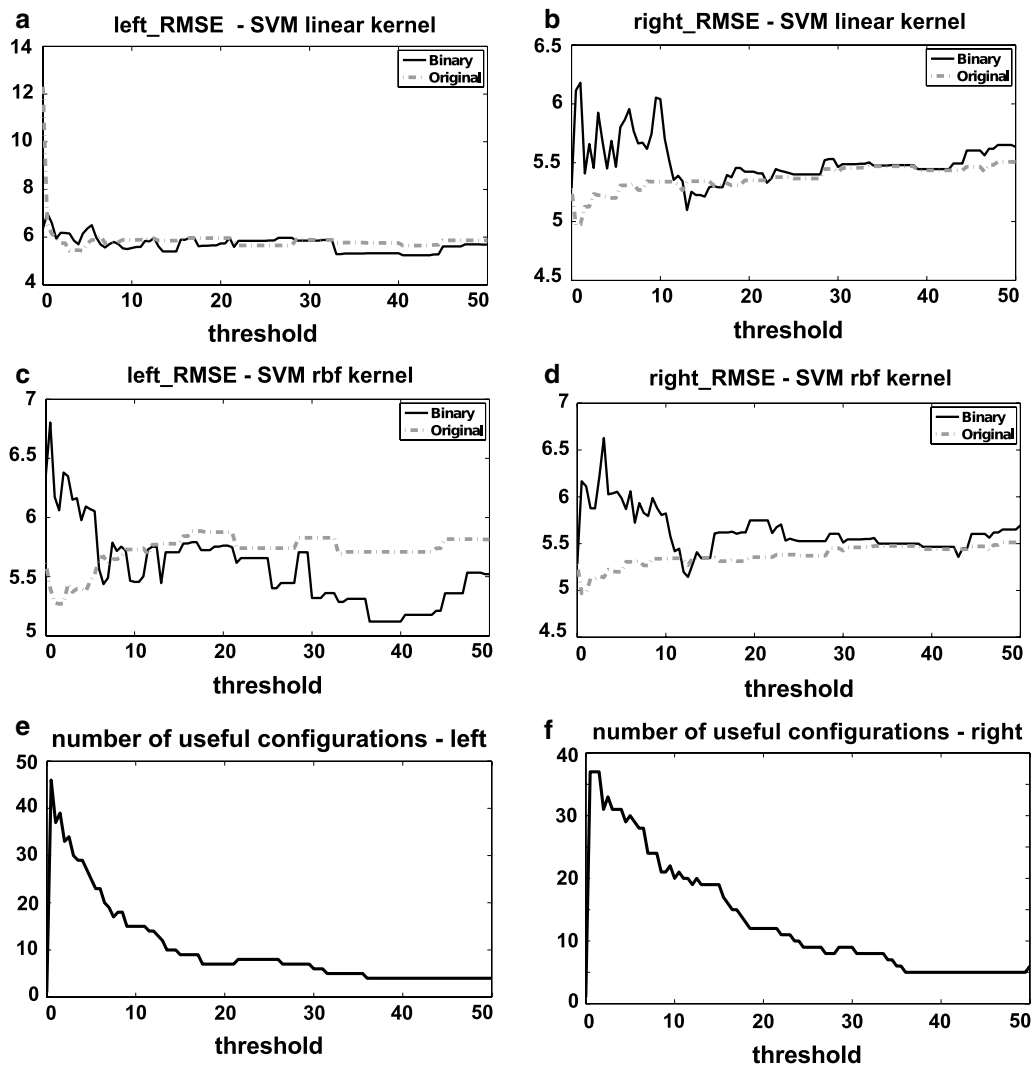 a
left_RMSE - SVM linear kernel
14
12
10
8
6
4
0
10
20
30
40
50
Binary
Original
threshold
b
right_RMSE - SVM linear kernel
6.5
6
5.5
5
4.5
0
10
20
30
40
50
Binary
Original
threshold
c
left_RMSE - SVM rbf kernel
7
6.5
6
5.5
5
0
10
20
30
40
50
Binary
Original
threshold
d
right_RMSE - SVM rbf kernel
7
6.5
6
5.5
5
4.5
0
10
20
30
40
50
Binary
Original
threshold
e
number of useful configurations - left
50
40
30
20
10
0
0
10
20
30
40
50
threshold
f
number of useful configurations - right
40
30
20
10
0
0
10
20
30
40
50
threshold